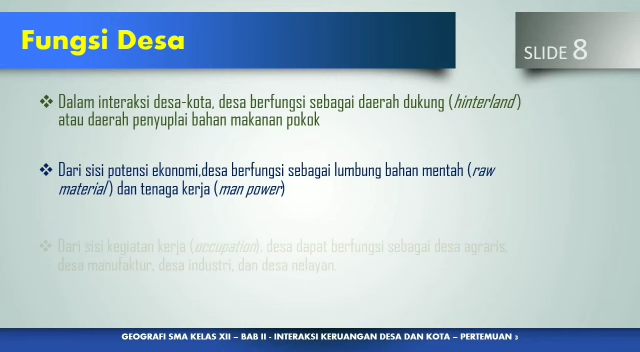 Fungsi Desa
SLIDE 8
❖ Dalam interaksi desa-kota, desa berfungsi sebagai daerah dukung (hinterland)
atau daerah penyuplai bahan makanan pokok
❖ Dari sisi potensi ekonomi,desa berfungsi sebagai lumbung bahan mentah (raw
material) dan tenaga kerja (man power)
❖ Dari sisi kegiatan kerja (occupation), desa dapat berfungsi sebagai desa agraris,
desa manufaktur, desa industri, dan desa nelayan.
GEOGRAFI SMA KELAS XII – BAB II - INTERAKSI KERUANGAN DESA DAN KOTA – PERTEMUAN 3